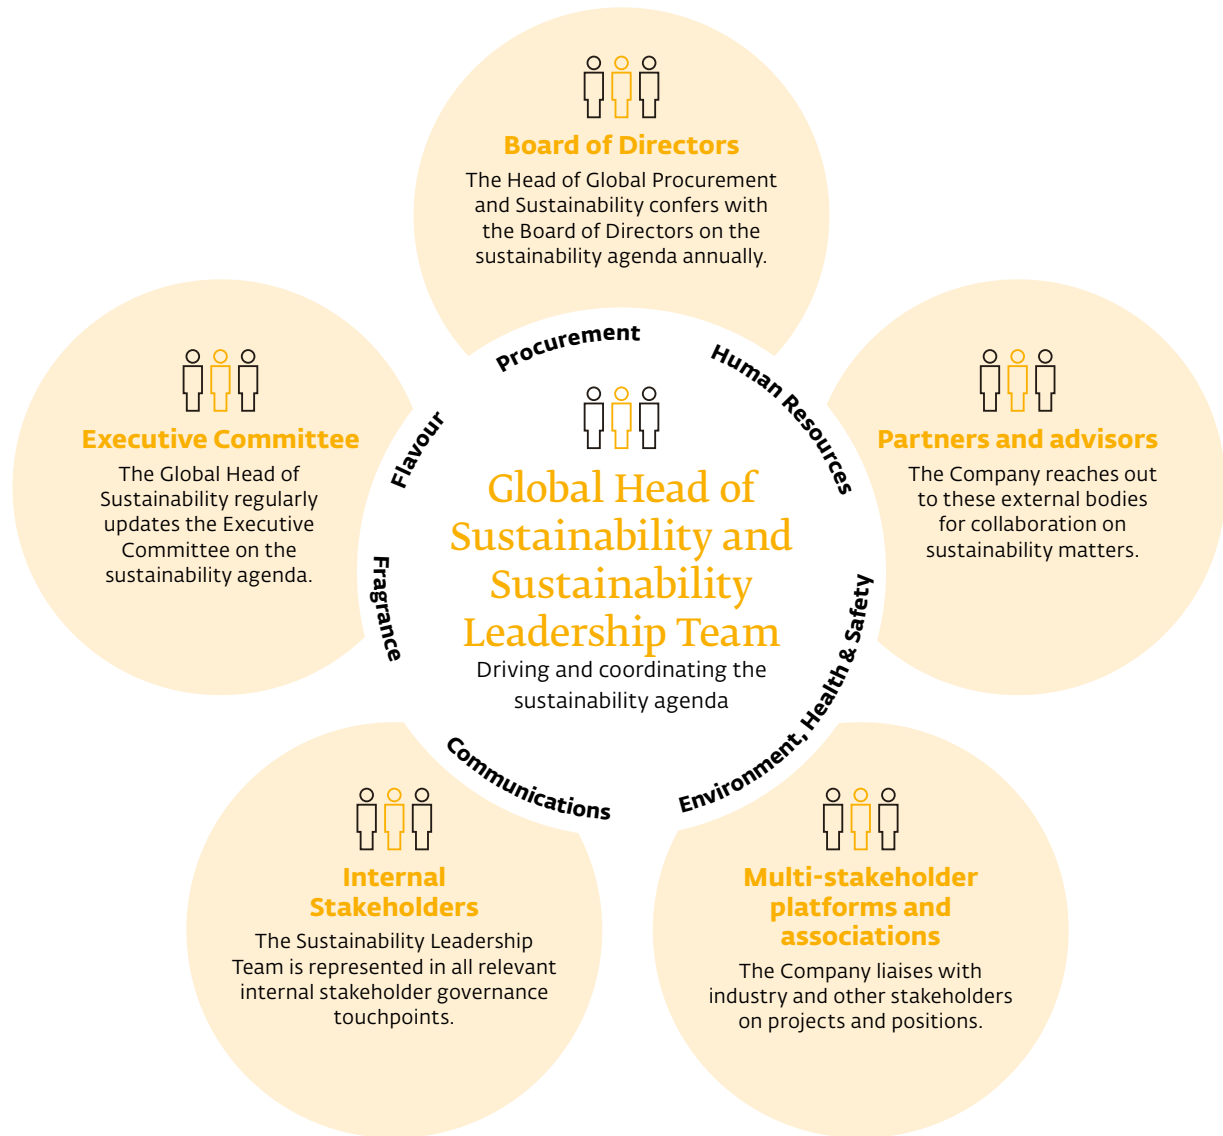 Board of Directors
The Head of Global Procurement
and Sustainability confers with
the Board of Directors on the
sustainability agenda annually.
Executive Committee
The Global Head of
Sustainability regularly
updates the Executive
Committee on the
sustainability agenda.
Partners and advisors
The Company reaches out
to these external bodies
for collaboration on
sustainability matters.
Procurement
Human Resources
Flavour
Fragrance
Environment, Health & Safety
Communications
Global Head of
Sustainability and
Sustainability
Leadership Team
Driving and coordinating the
sustainability agenda
Internal
Stakeholders
The Sustainability Leadership
Team is represented in all relevant
internal stakeholder governance
touchpoints.
Multi-stakeholder
platforms and
associations
The Company liaises with
industry and other stakeholders
on projects and positions.